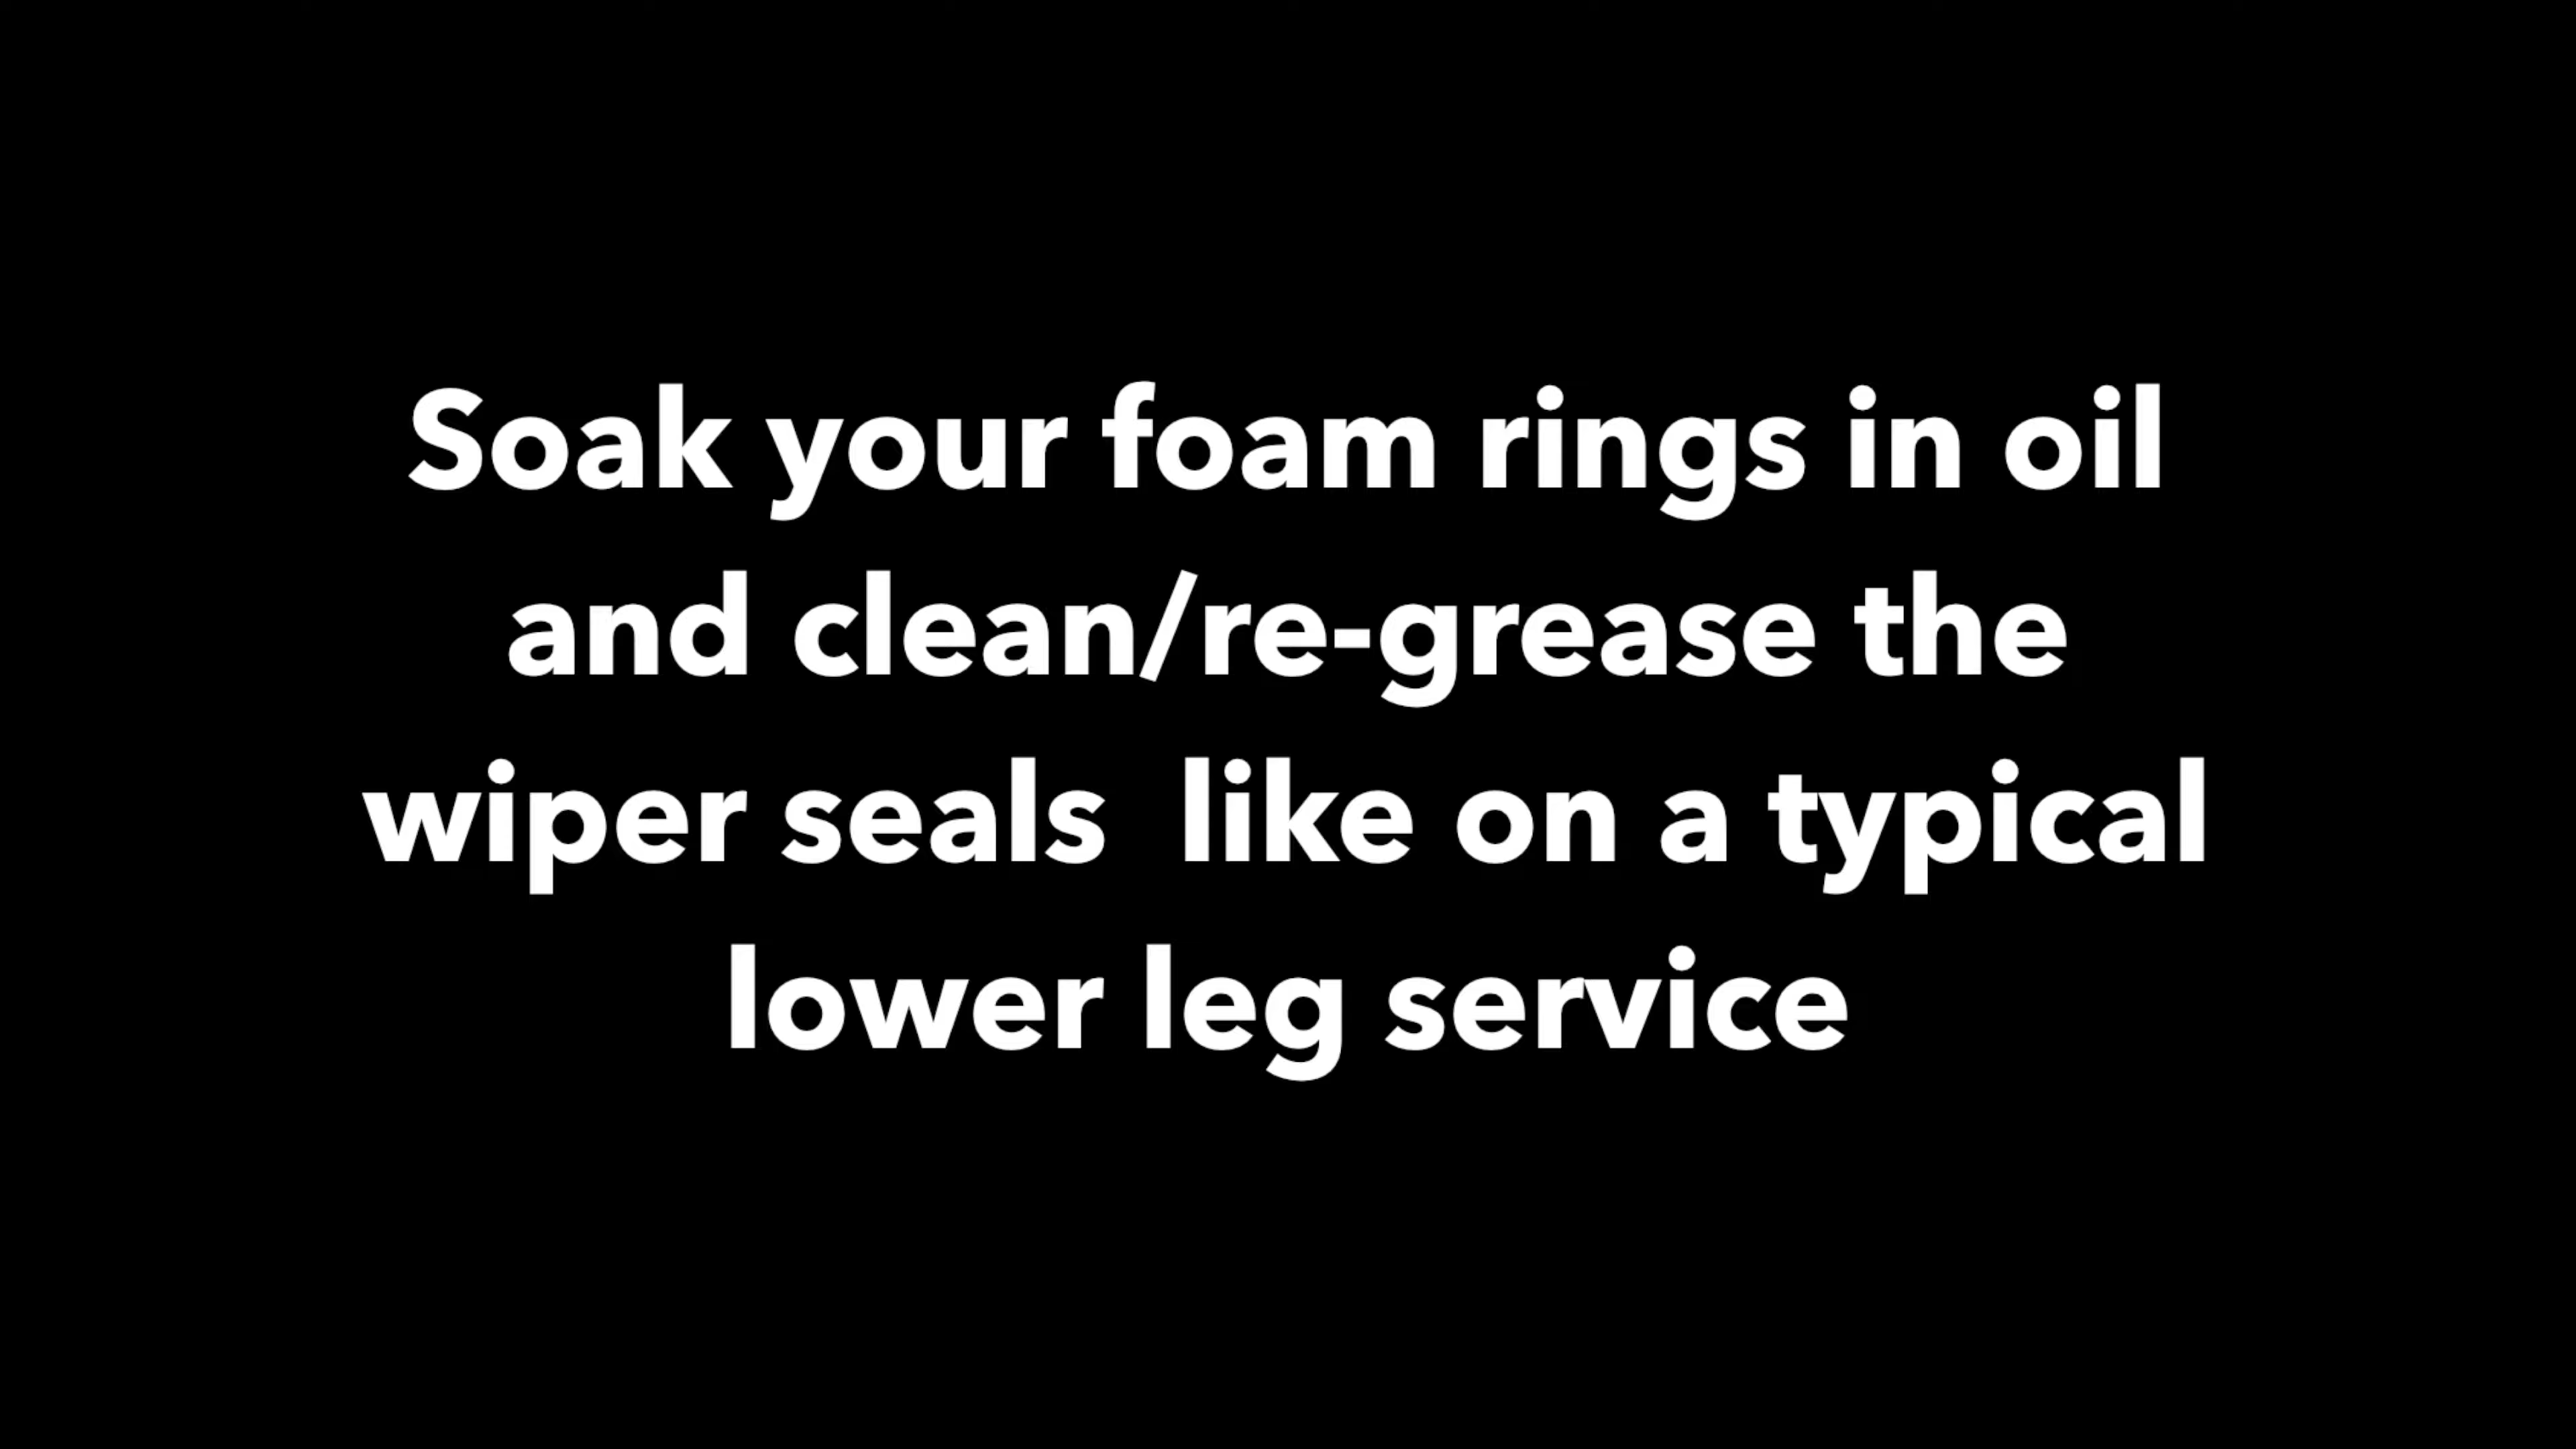 Soak your foam rings in oil
and clean/re-grease the
wiper seals  like on a typical
lower leg service